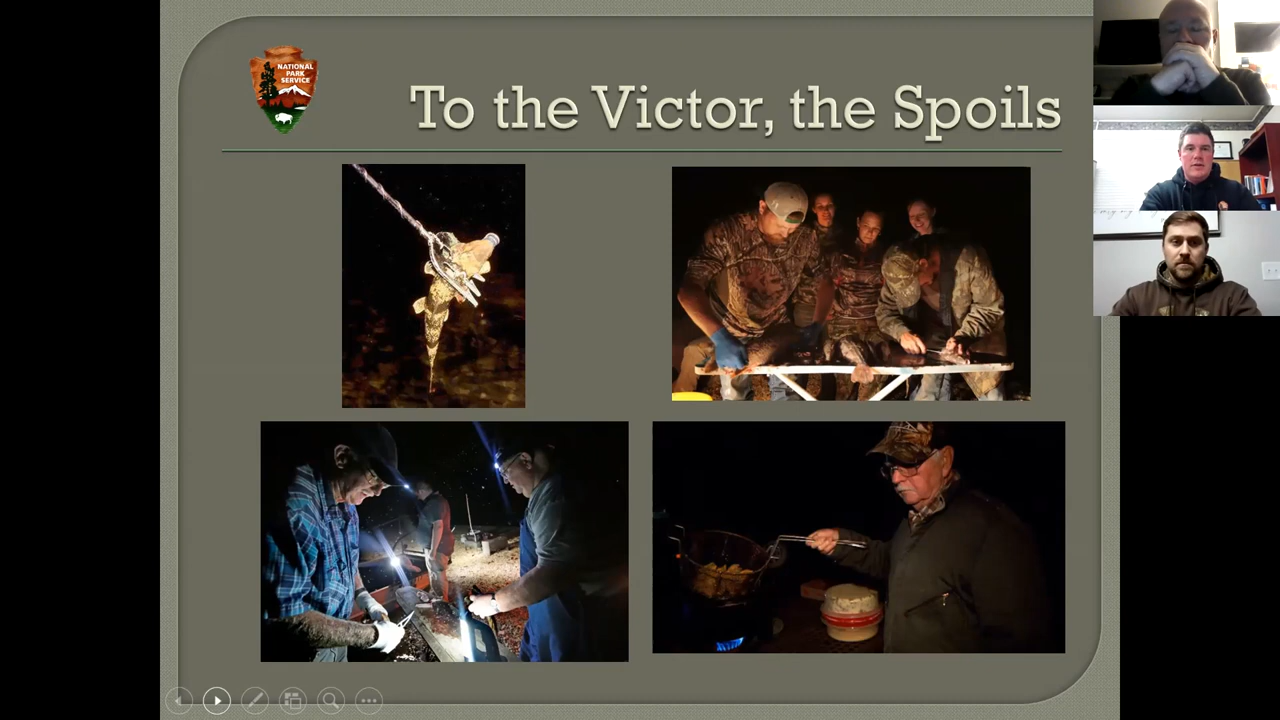 NATIONAL
PARK
SERVICE
To the Victor, the Spoils